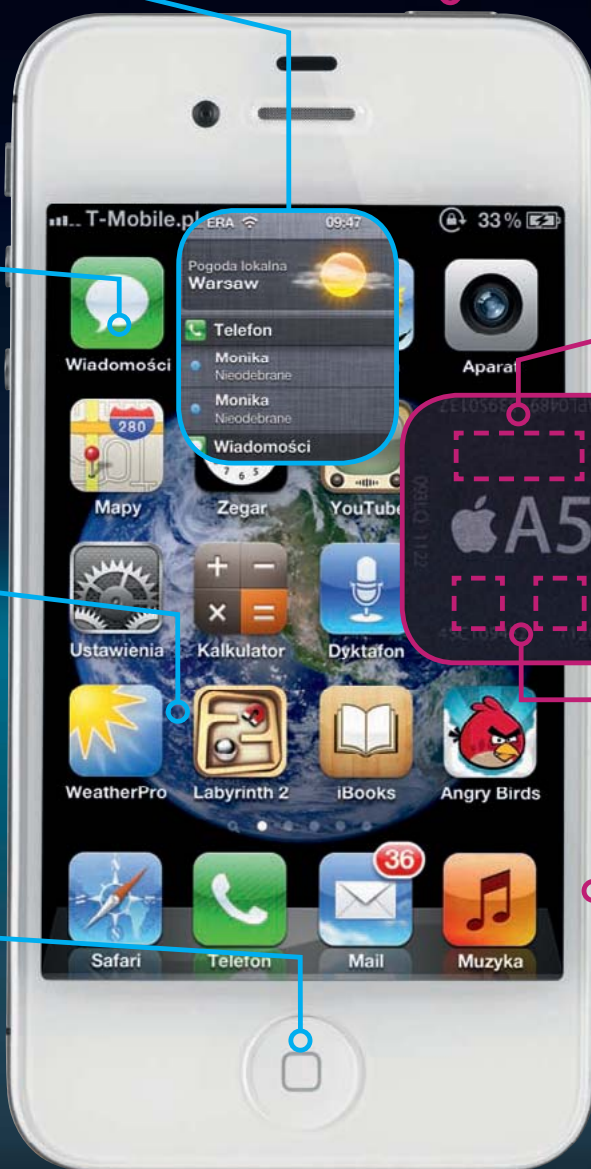 T-Mobile.pl
33%
ERA
09:47
Pogoda lokalna
Warsaw
Telefon
Monika
Nieodebrane
Monika
Nieodebrane
Wiadomości
Wiadomości
Aparat
280
Mapy
Zegar
YouTube
A5
Ustawienia
Kalkulator
Dyktafon
WeatherPro
Labyrinth 2
iBooks
Angry Birds
36
Safari
Telefon
Mail
Muzyka